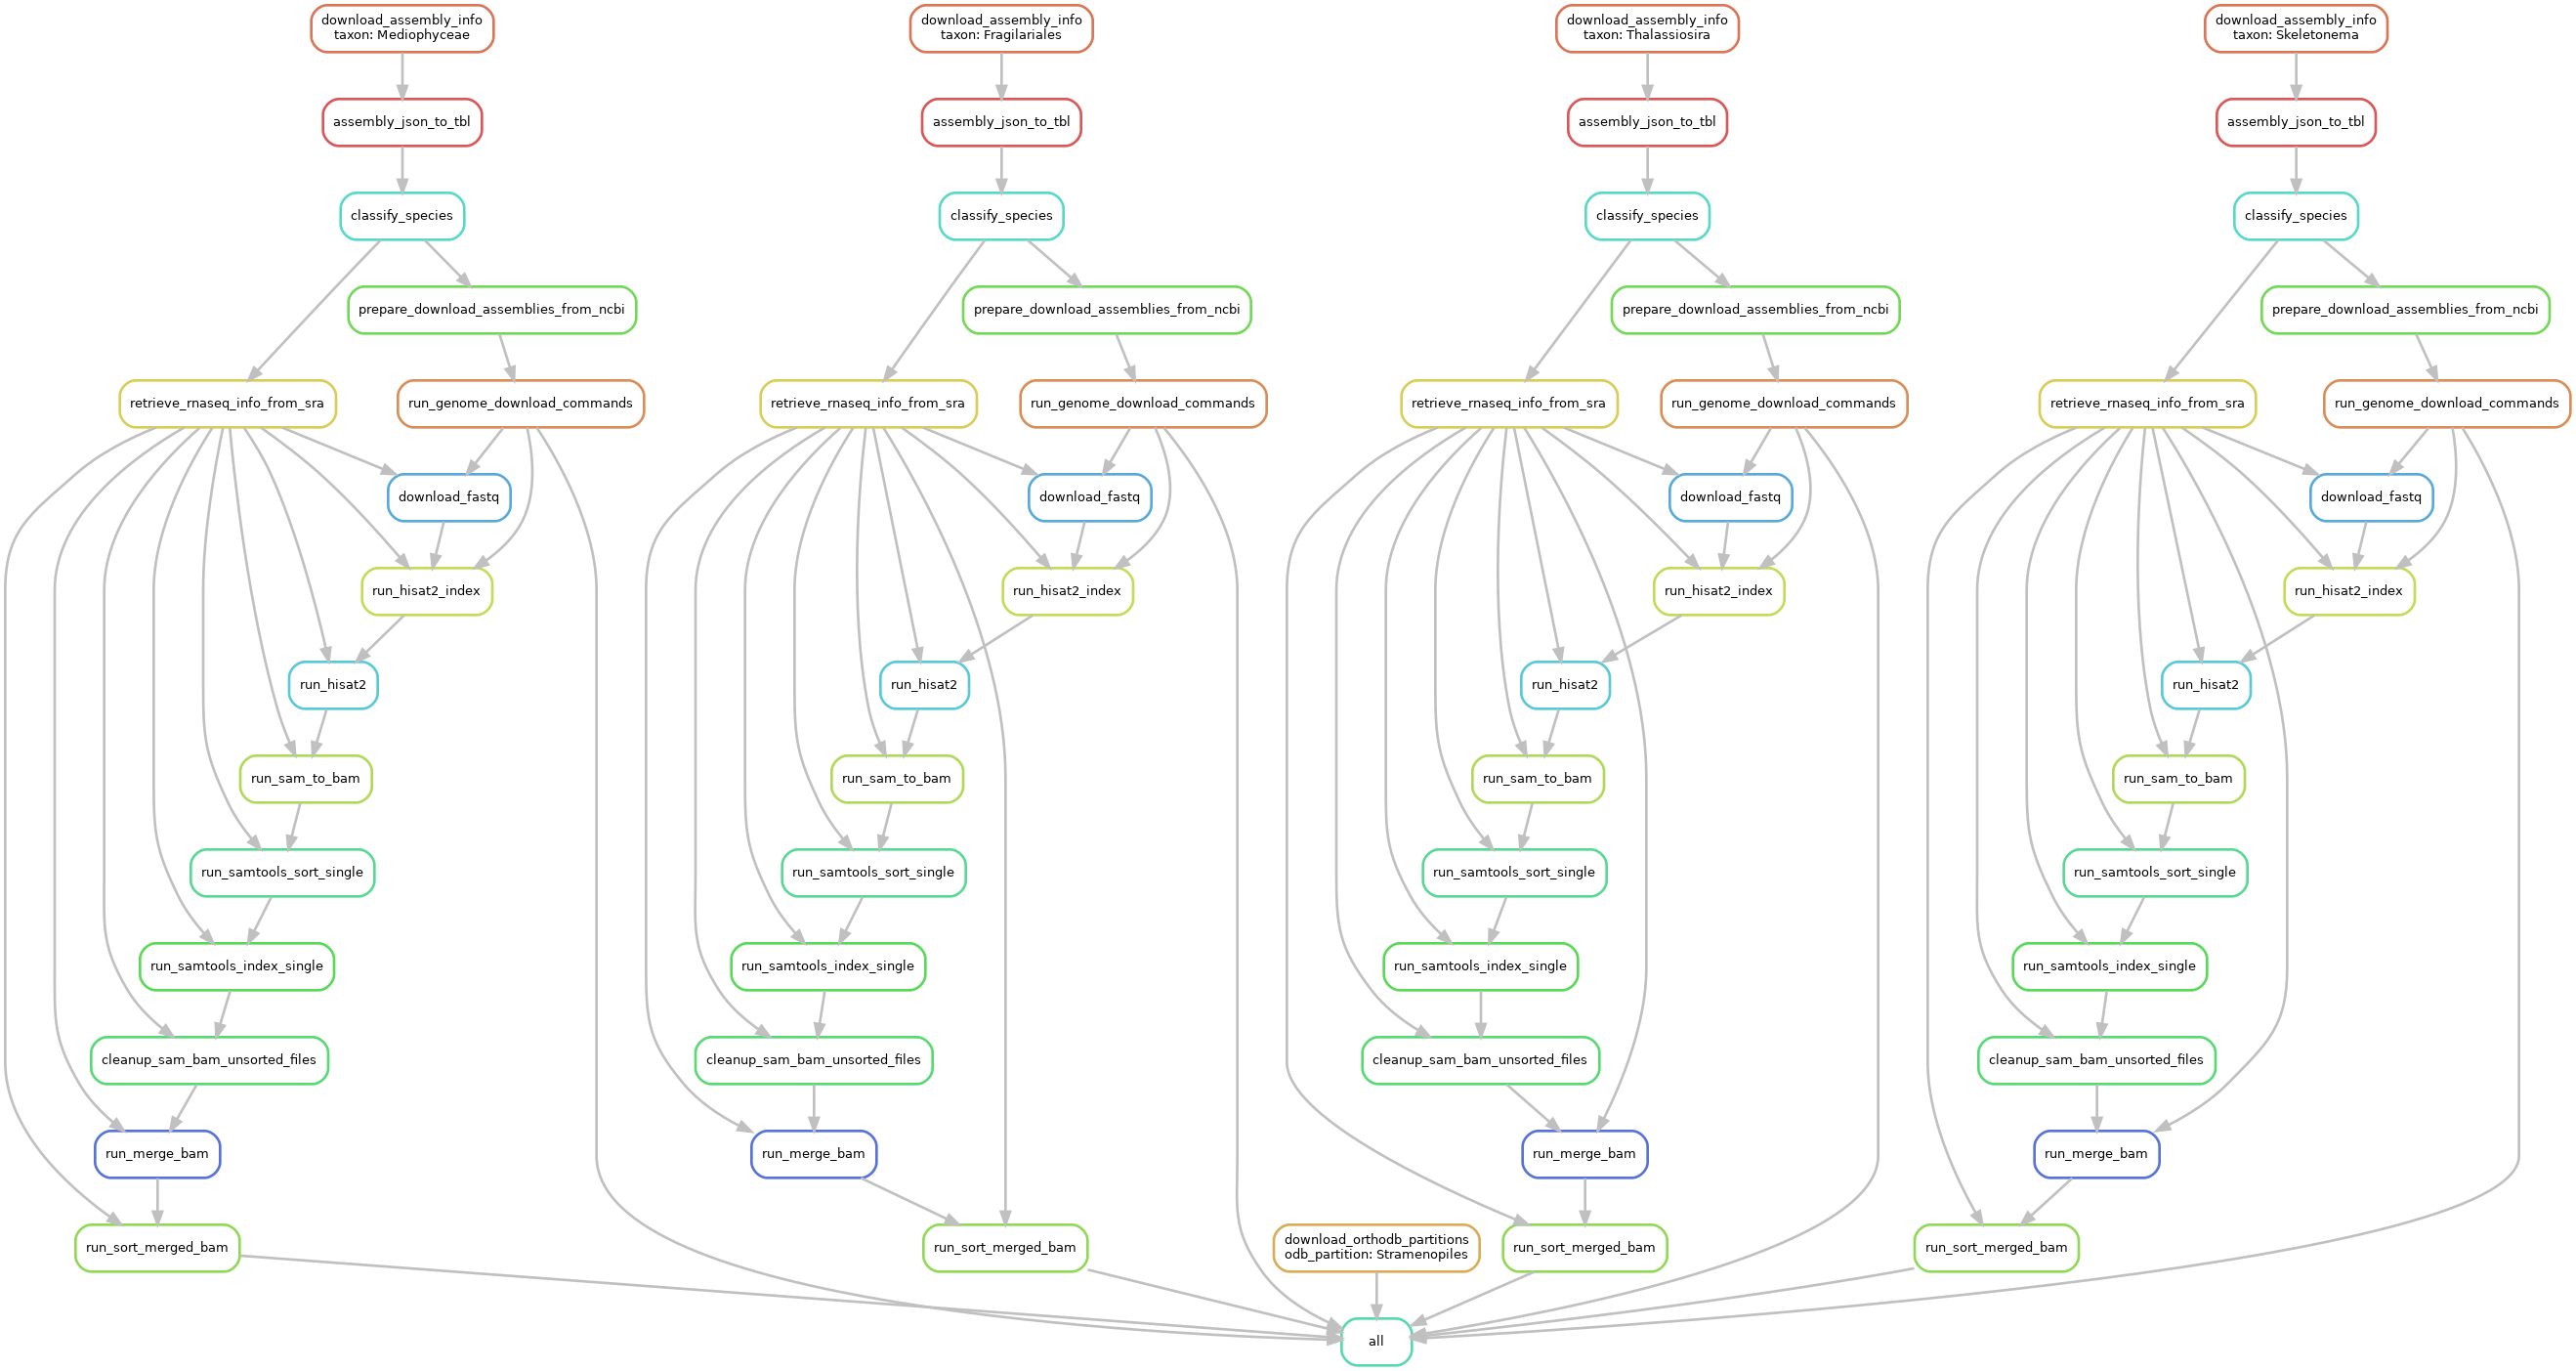 download_assembly_info
taxon: Mediophyceae
download_assembly_info
taxon: Fragilariales
download_assembly_info
taxon: Thalassiosira
download_assembly_info
taxon: Skeletonema
assembly_json_to_tbl
assembly_json_to_tbl
assembly_json_to_tbl
assembly_json_to_tbl
classify_species
classify_species
classify_species
classify_species
prepare_download_assemblies_from_ncbi
prepare_download_assemblies_from_ncbi
prepare_download_assemblies_from_ncbi
prepare_download_assemblies_from_ncbi
retrieve_rnaseq_info_from_sra
run_genome_download_commands
retrieve_rnaseq_info_from_sra
run_genome_download_commands
retrieve_rnaseq_info_from_sra
run_genome_download_commands
retrieve_rnaseq_info_from_sra
run_genome_download_commands
download_fastq
download_fastq
download_fastq
download_fastq
run_hisat2_index
run_hisat2_index
run_hisat2_index
run_hisat2_index
run_hisat2
run_hisat2
run_hisat2
run_hisat2
run_sam_to_bam
run_sam_to_bam
run_sam_to_bam
run_sam_to_bam
run_samtools_sort_single
run_samtools_sort_single
run_samtools_sort_single
run_samtools_sort_single
run_samtools_index_single
run_samtools_index_single
run_samtools_index_single
run_samtools_index_single
cleanup_sam_bam_unsorted_files
cleanup_sam_bam_unsorted_files
cleanup_sam_bam_unsorted_files
cleanup_sam_bam_unsorted_files
run_merge_bam
run_merge_bam
run_merge_bam
run_merge_bam
run_sort_merged_bam
run_sort_merged_bam
download_orthodb_partitions
odb_partition: Stramenopiles
run_sort_merged_bam
run_sort_merged_bam
all